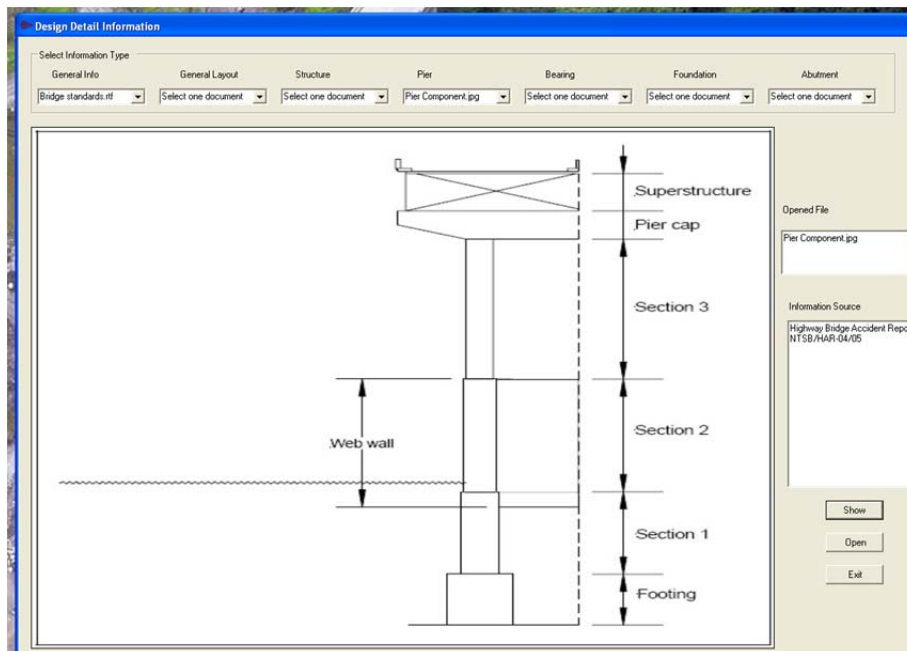 Design Detail Information
Select Information Type
General Info
General Layout
Structure
Pier
Bearing
Foundation
Abutment
Bridge standards.rtf
Select one document
Select one document
Pier Component.jpg
Select one document
Select one document
Select one document
Superstructure
Pier cap
Section 3
Web wall
Section 2
Section 1
Footing
Opened File
Pier Component.jpg
Information Source
Highway Bridge Accident Repo
NTSB/HAR-04/05
Show
Open
Exit